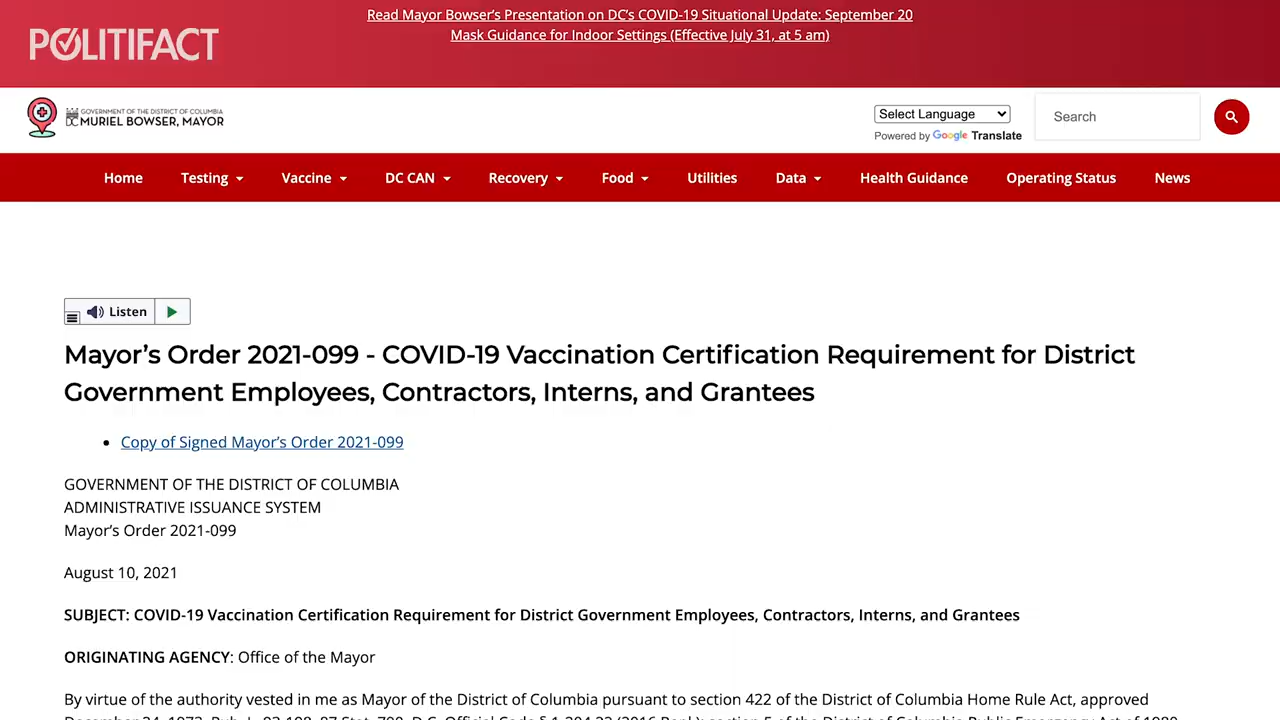 Read Mayor Bowser's Presentation on DC's COVID-19 Situational Update: September 20
Mask Guidance for Indoor Settings (Effective July 31, at 5 am)
POLITIFACT
GOVERNMENT OF THE DISTRICT OF COLUMBIA
DC MURIEL BOWSER, MAYOR
Select Language
Powered by Google Translate
Search
Home Testing Vaccine DC CAN Recovery Food Utilities Data Health Guidance Operating Status News
Listen
Mayor's Order 2021-099 - COVID-19 Vaccination Certification Requirement for District
Government Employees, Contractors, Interns, and Grantees
• Copy of Signed Mayor's Order 2021-099
GOVERNMENT OF THE DISTRICT OF COLUMBIA
ADMINISTRATIVE ISSUANCE SYSTEM
Mayor's Order 2021-099
August 10, 2021
SUBJECT: COVID-19 Vaccination Certification Requirement for District Government Employees, Contractors, Interns, and Grantees
ORIGINATING AGENCY: Office of the Mayor
By virtue of the authority vested in me as Mayor of the District of Columbia pursuant to section 422 of the District of Columbia Home Rule Act, approved